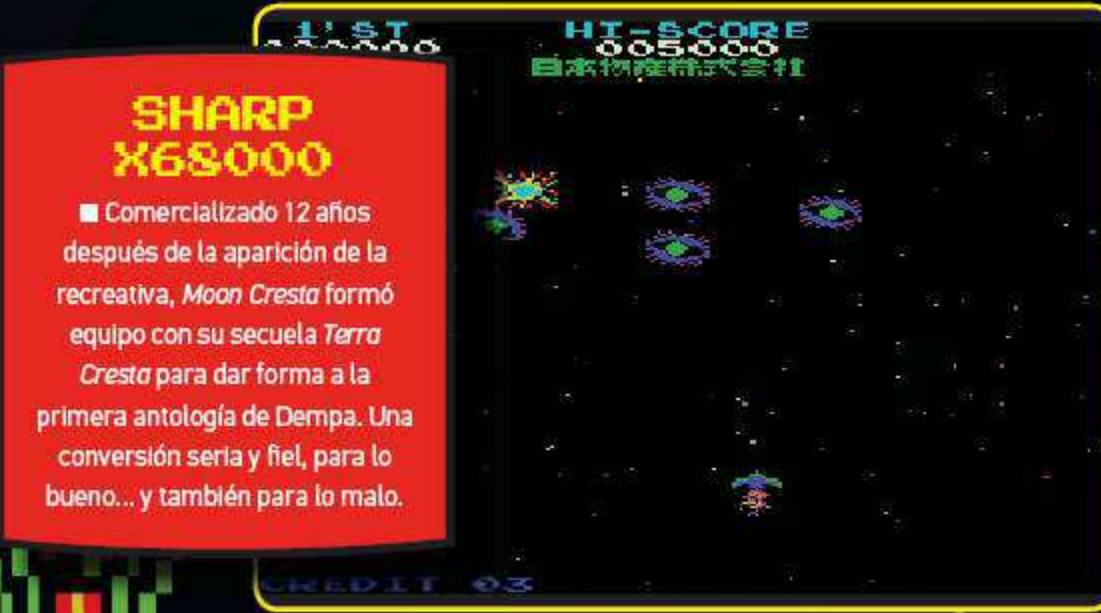 1'ST HI-SCORE
000000 005000
日本物産株式会社
SHARP
X68000
■ Comercializado 12 años
después de la aparición de la
recreativa, Moon Cresta formó
equipo con su secuela Terra
Cresta para dar forma a la
primera antología de Dempa. Una
conversión seria y fiel, para lo
bueno... y también para lo malo.
CREDIT 03